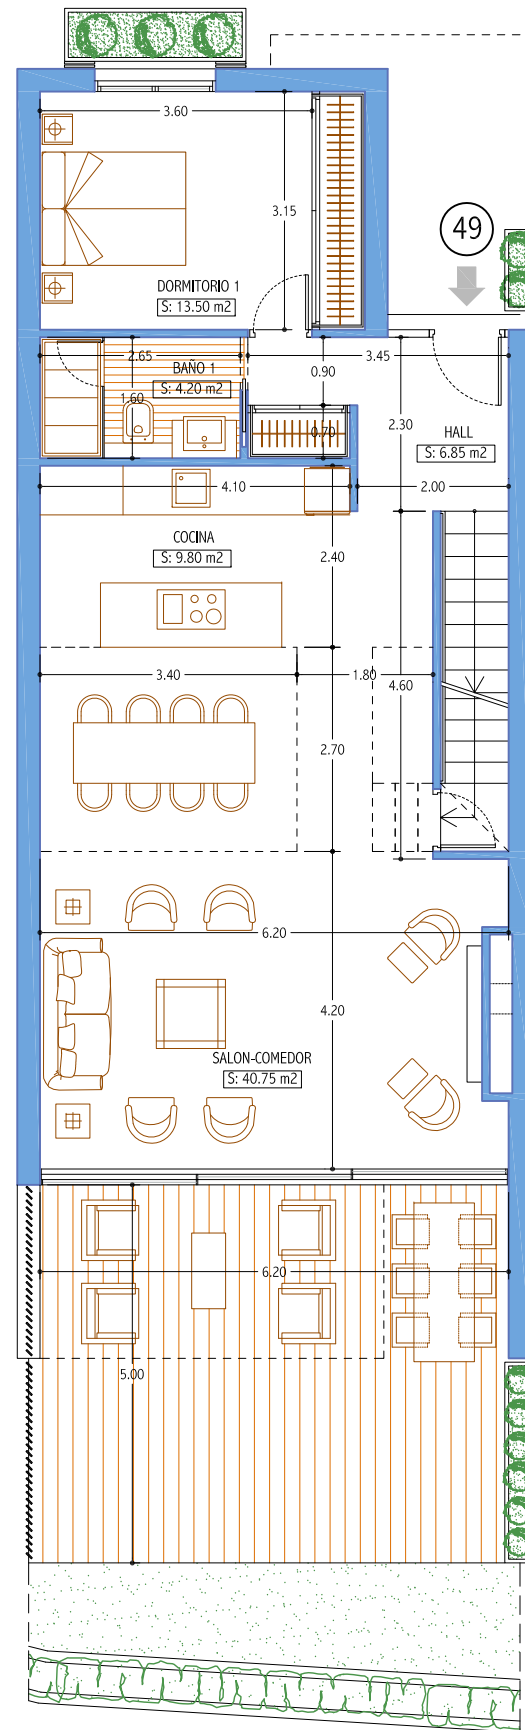 3.60
3.15
49
DORMITORIO 1
S: 13.50 m2
2.65
3.45
BAÑO 1
0.90
S: 4.20 m2
1.60
2.30
0.70
HALL
S: 6.85 m2
4.10
2.00
COCINA
S: 9.80 m2
2.40
3.40
1.80
4.60
2.70
6.20
4.20
SALON-COMEDOR
S: 40.75 m2
6.20
5.00